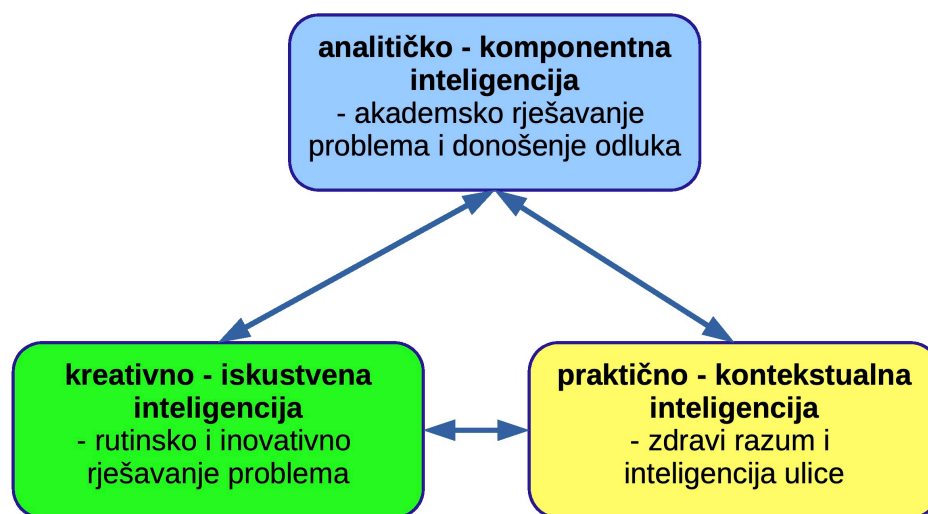 analitičko - komponentna
inteligencija
- akademsko rješavanje
problema i donošenje odluka
kreativno - iskustvena
inteligencija
- rutinsko i inovativno
rješavanje problema
praktično - kontekstualna
inteligencija
- zdravi razum i
inteligencija ulice